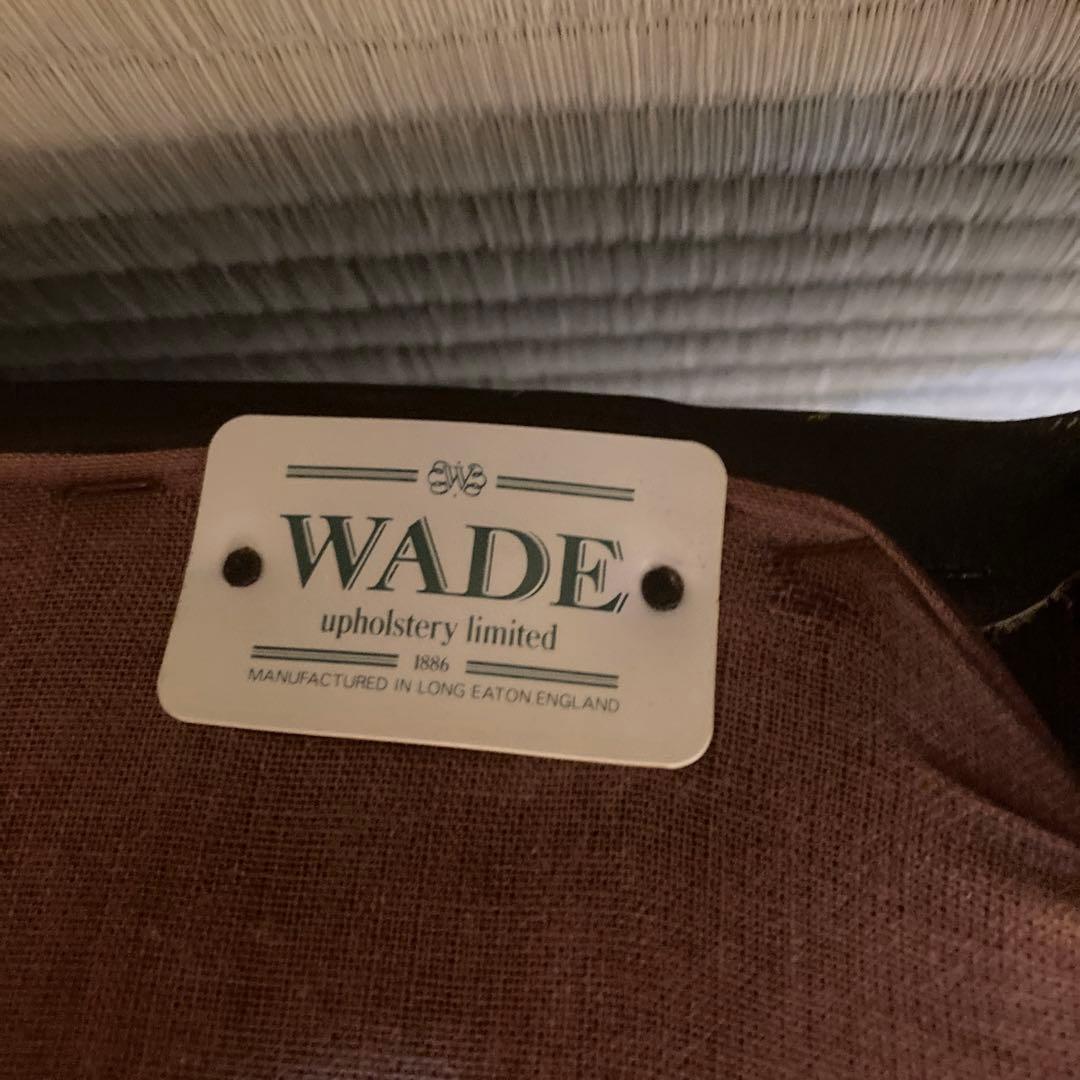 WADE
upholstery limited
1886
MANUFACTURED IN LONG EATON.ENGLAND